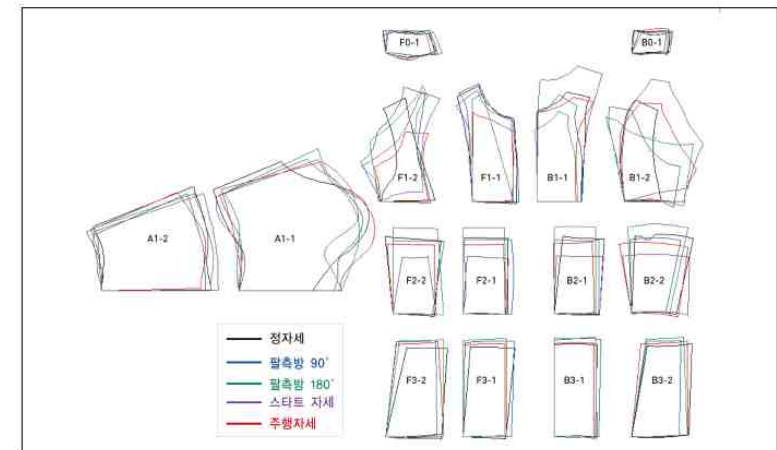 F0-1 B0-1
F1-2 F1-1 B1-1 B1-2
A1-2 A1-1
F2-2 F2-1 B2-1 B2-2
정자세
팔측방 90˚
팔측방 180˚
스타트 자세
주행자세
F3-2 F3-1 B3-1 B3-2